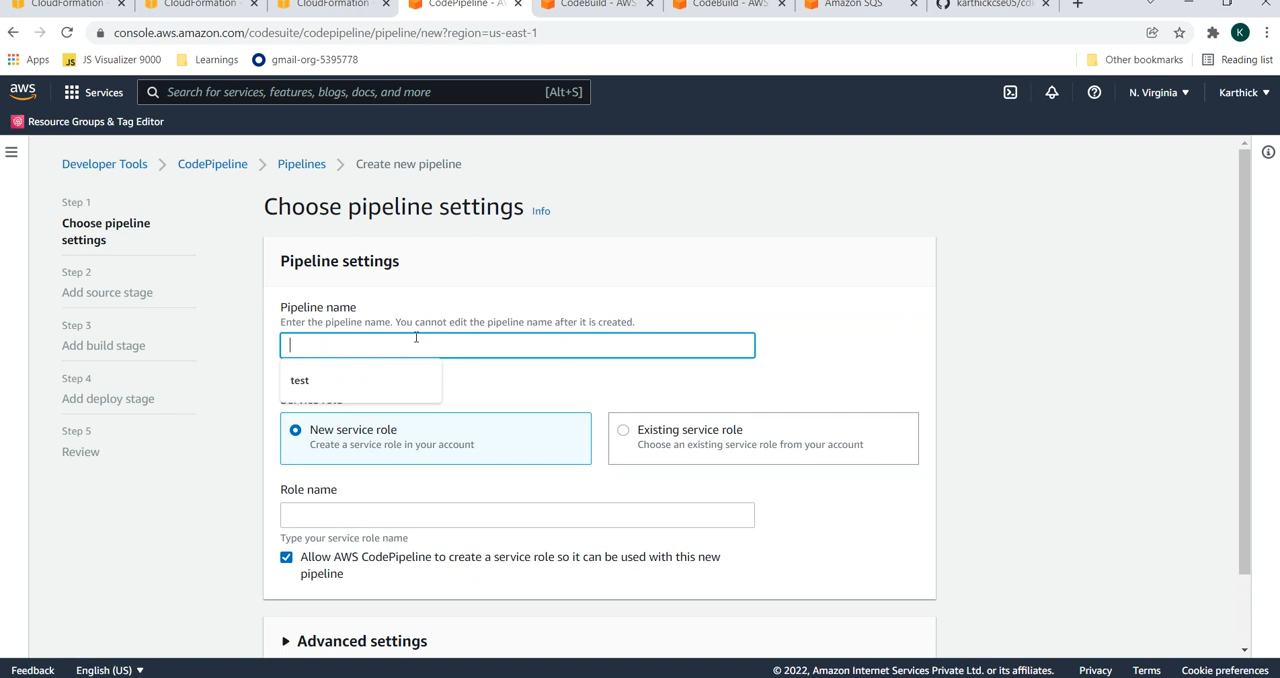 CloudFormation - CloudFormation - CloudFormation - CodePipeline - A CodeBuild - AWS CodeBuild - AWS Amazon SQS karthickcse05/cd
console.aws.amazon.com/codesuite/codepipeline/pipeline/new?region=us-east-1 K
Apps JS JS Visualizer 9000 Learnings gmail-org-5395778 Other bookmarks Reading list
aws Services Search for services, features, blogs, docs, and more [Alt+S] N. Virginia ▼ Karthick ▼
Resource Groups & Tag Editor
Developer Tools > CodePipeline > Pipelines > Create new pipeline
Step 1
Choose pipeline
settings
Step 2
Add source stage
Step 3
Add build stage
Step 4
Add deploy stage
Step 5
Review
Choose pipeline settings Info
Pipeline settings
Pipeline name
Enter the pipeline name. You cannot edit the pipeline name after it is created.
test
New service role
Create a service role in your account
Existing service role
Choose an existing service role from your account
Role name
Type your service role name
Allow AWS CodePipeline to create a service role so it can be used with this new
pipeline
Advanced settings
Feedback English (US) ▼ © 2022, Amazon Internet Services Private Ltd. or its affiliates. Privacy Terms Cookie preferences